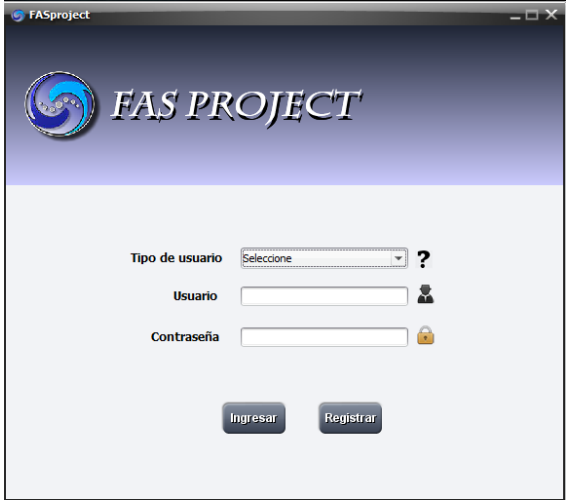 FASproject
FAS PROJECT
Tipo de usuario Seleccione ?
Usuario
Contraseña
Ingresar Registrar